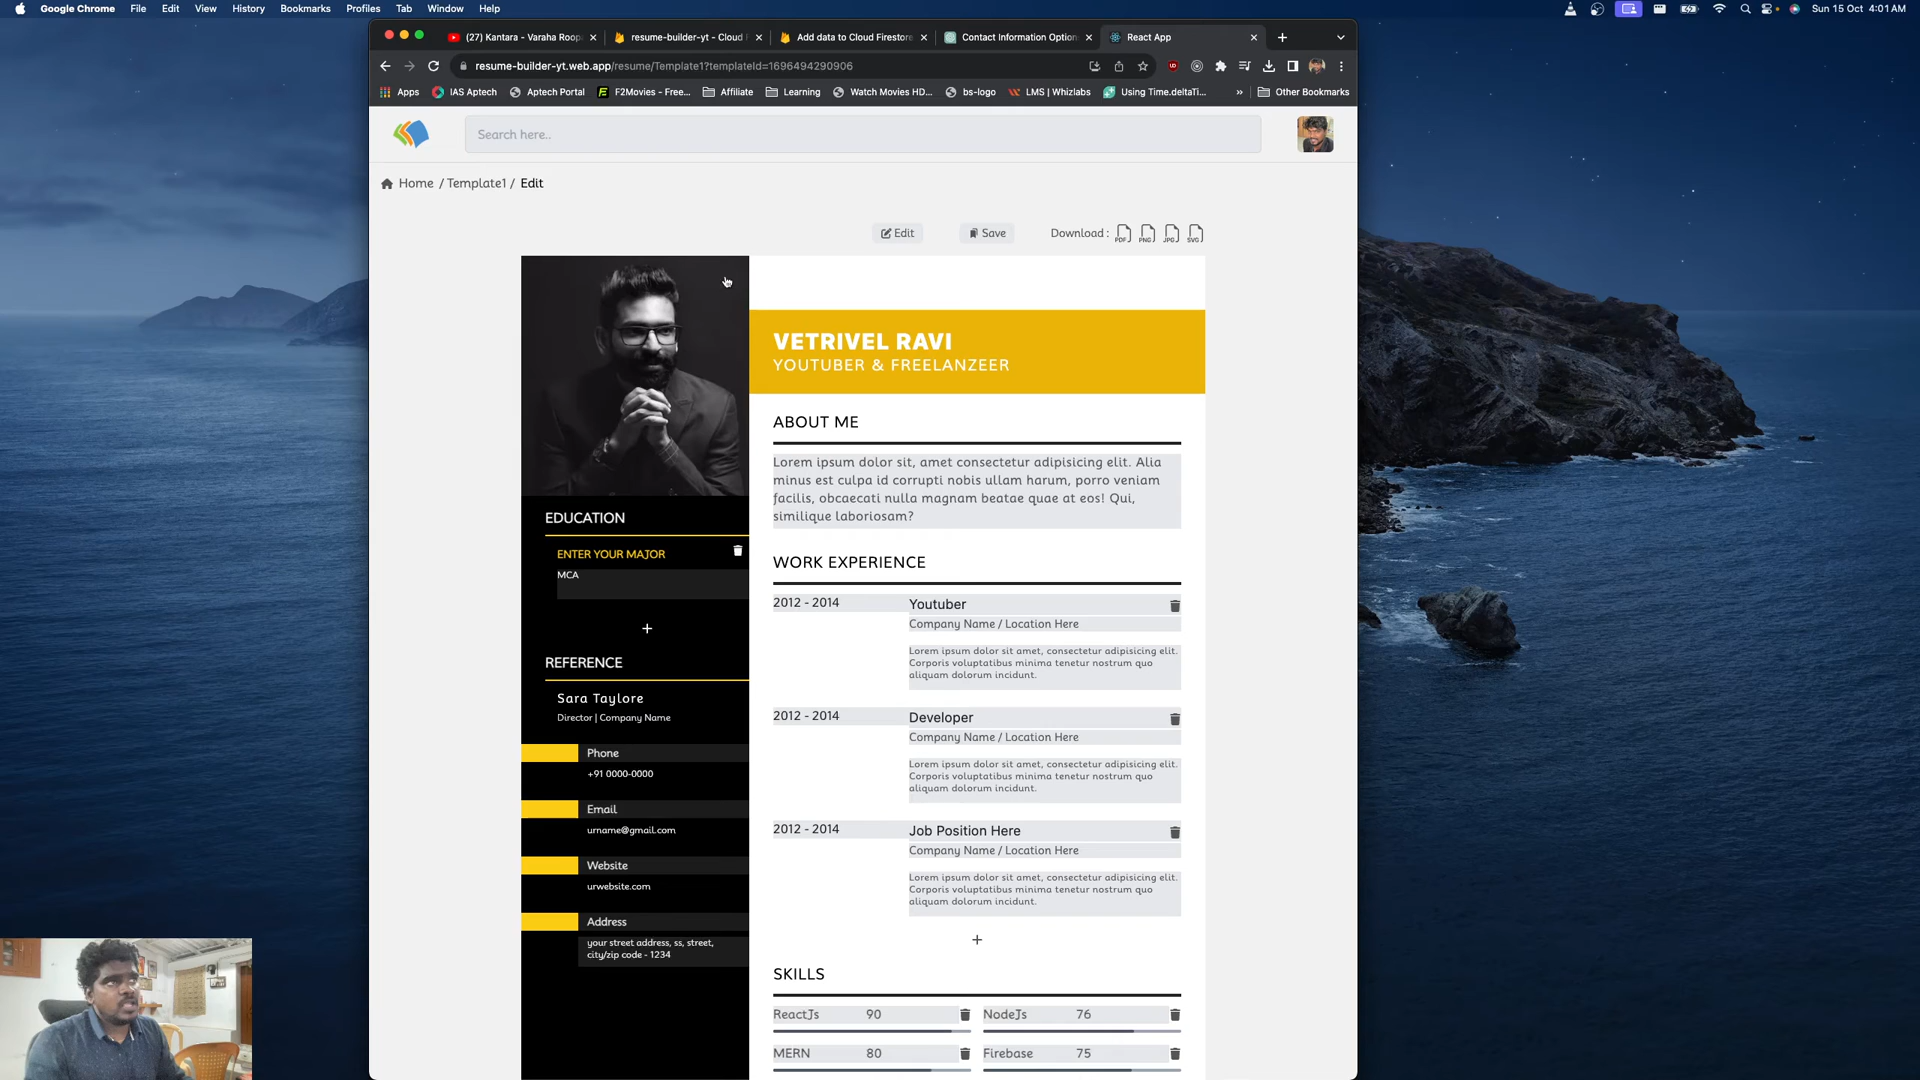 Google Chrome File Edit View History Bookmarks Profiles Tab Window Help
Sun 15 Oct 4:01 AM
(27) Kantara - Varaha Roopa
resume-builder-yt - Cloud F
Add data to Cloud Firestore
Contact Information Option
React App
resume-builder-yt.web.app/resume/Template1?templateId=1696494290906
Apps
IAS Aptech
Aptech Portal
F2Movies - Free...
Affiliate
Learning
Watch Movies HD...
bs-logo
LMS | Whizlabs
Using Time.deltaTi...
»
Other Bookmarks
Search here..
Home / Template1 / Edit
Edit
Save
Download :
PDF
PNG
JPG
SVG
VETRIVEL RAVI
YOUTUBER & FREELANZEER
ABOUT ME
Lorem ipsum dolor sit, amet consectetur adipisicing elit. Alia
minus est culpa id corrupti nobis ullam harum, porro veniam
facilis, obcaecati nulla magnam beatae quae at eos! Qui,
similique laboriosam?
EDUCATION
ENTER YOUR MAJOR
MCA
+
REFERENCE
Sara Taylore
Director | Company Name
Phone
+91 0000-0000
Email
urname@gmail.com
Website
urwebsite.com
Address
your street address, ss, street,
city/zip code - 1234
WORK EXPERIENCE
2012 - 2014
Youtuber
Company Name / Location Here
Lorem ipsum dolor sit amet, consectetur adipisicing elit.
Corporis voluptatibus minima tenetur nostrum quo
aliquam dolorum incidunt.
2012 - 2014
Developer
Company Name / Location Here
Lorem ipsum dolor sit amet, consectetur adipisicing elit.
Corporis voluptatibus minima tenetur nostrum quo
aliquam dolorum incidunt.
2012 - 2014
Job Position Here
Company Name / Location Here
Lorem ipsum dolor sit amet, consectetur adipisicing elit.
Corporis voluptatibus minima tenetur nostrum quo
aliquam dolorum incidunt.
+
SKILLS
ReactJs 90
NodeJs 76
MERN 80
Firebase 75